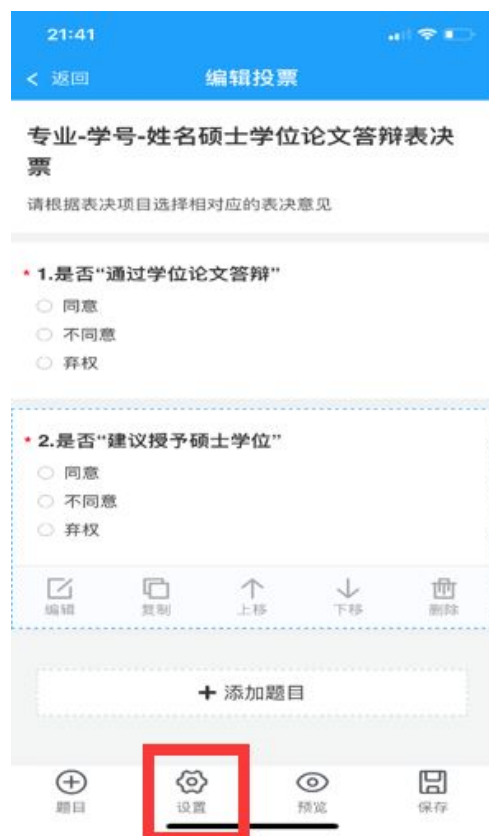 21:41
< 返回 编辑投票
专业-学号-姓名硕士学位论文答辩表决
票
请根据表决项目选择相对应的表决意见
* 1.是否“通过学位论文答辩”
同意
不同意
弃权
* 2.是否“建议授予硕士学位”
同意
不同意
弃权
编辑 复制 上移 下移 删除
+ 添加题目
题目 设置 预览 保存